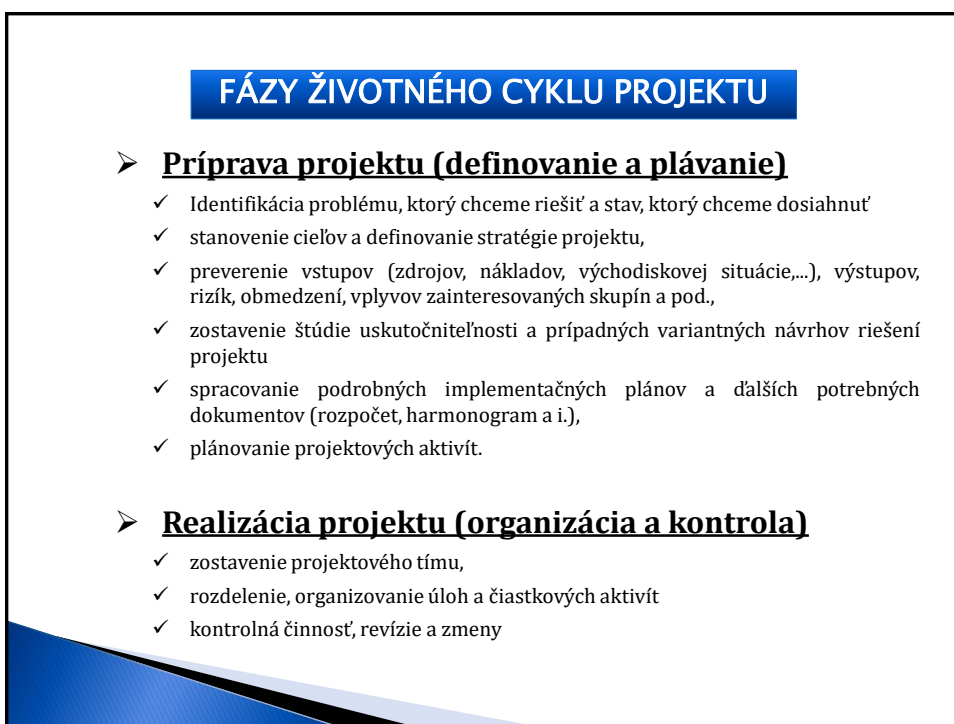 FÁZY ŽIVOTNÉHO CYKLU PROJEKTU
➢ Príprava projektu (definovanie a plávanie)
✓ Identifikácia problému, ktorý chceme riešiť a stav, ktorý chceme dosiahnuť
✓ stanovenie cieľov a definovanie stratégie projektu,
✓ preverenie vstupov (zdrojov, nákladov, východiskovej situácie,...), výstupov,
rizík, obmedzení, vplyvov zainteresovaných skupín a pod.,
✓ zostavenie štúdie uskutočniteľnosti a prípadných variantných návrhov riešení
projektu
✓ spracovanie podrobných implementačných plánov a ďalších potrebných
dokumentov (rozpočet, harmonogram a i.),
✓ plánovanie projektových aktivít.
➢ Realizácia projektu (organizácia a kontrola)
✓ zostavenie projektového tímu,
✓ rozdelenie, organizovanie úloh a čiastkových aktivít
✓ kontrolná činnosť, revízie a zmeny